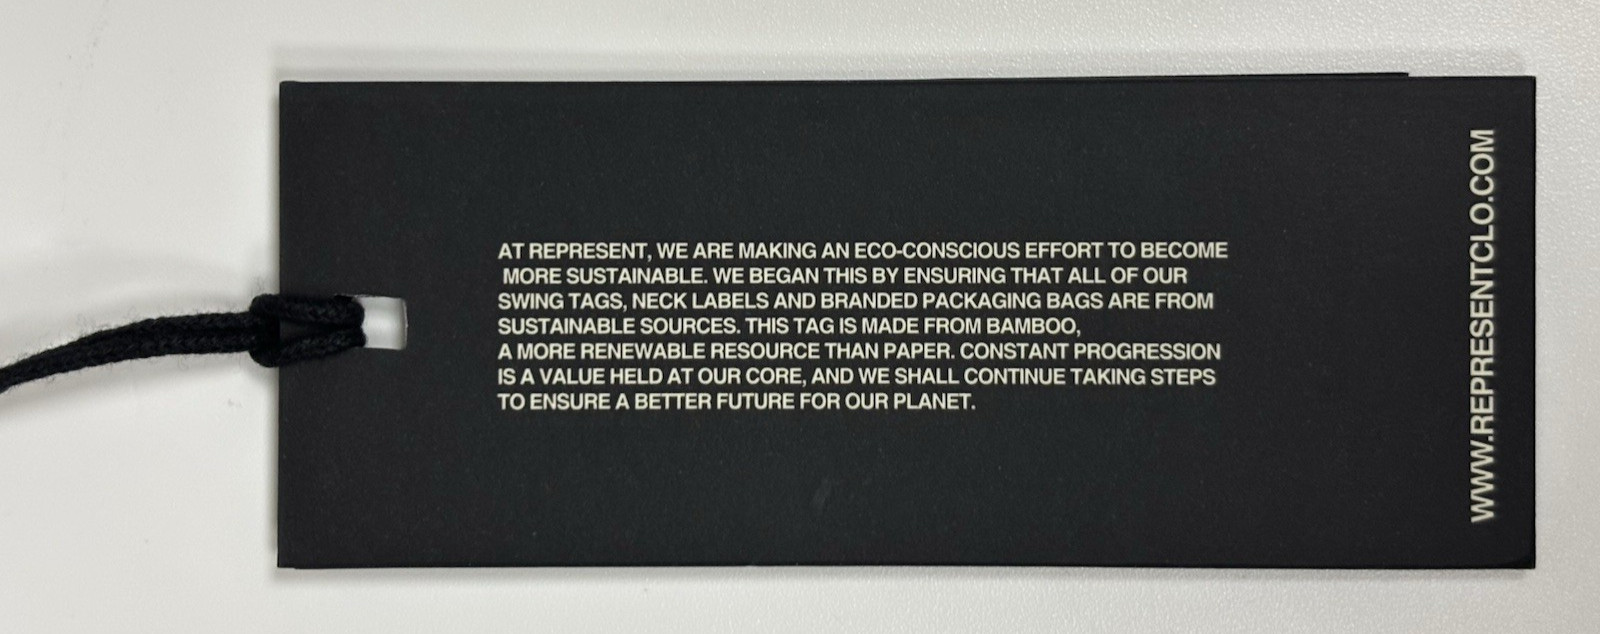 AT REPRESENT, WE ARE MAKING AN ECO-CONSCIOUS EFFORT TO BECOME
MORE SUSTAINABLE. WE BEGAN THIS BY ENSURING THAT ALL OF OUR
SWING TAGS, NECK LABELS AND BRANDED PACKAGING BAGS ARE FROM
SUSTAINABLE SOURCES. THIS TAG IS MADE FROM BAMBOO,
A MORE RENEWABLE RESOURCE THAN PAPER. CONSTANT PROGRESSION
IS A VALUE HELD AT OUR CORE, AND WE SHALL CONTINUE TAKING STEPS
TO ENSURE A BETTER FUTURE FOR OUR PLANET.
WWW.REPRESENTCLO.COM